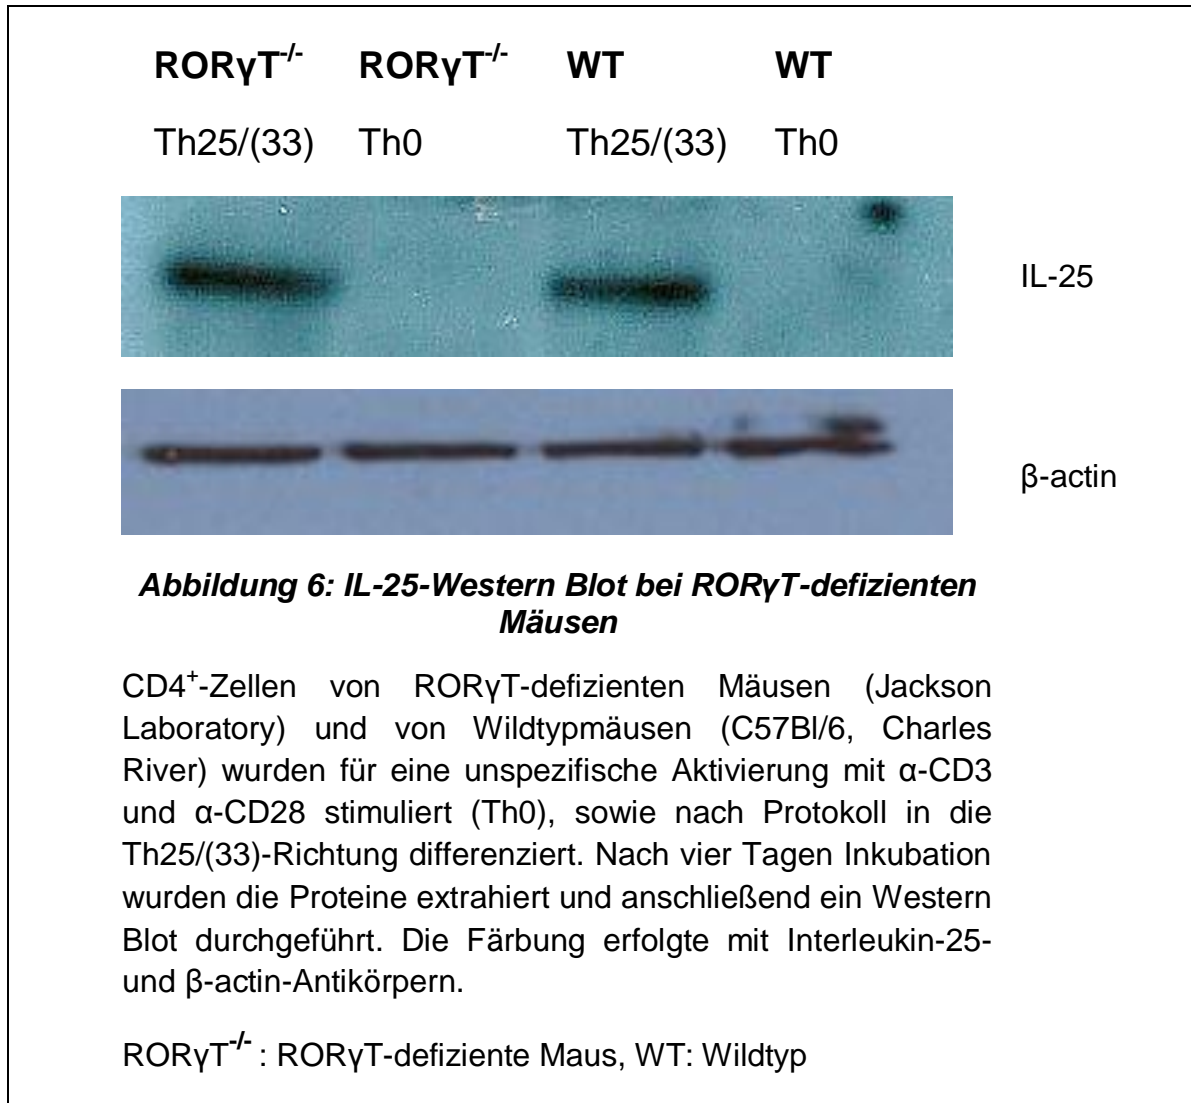 RORγT-/- RORγT-/- WT WT
Th25/(33) Th0 Th25/(33) Th0
IL-25
β-actin
Abbildung 6: IL-25-Western Blot bei RORγT-defizienten
Mäusen
CD4+-Zellen von RORγT-defizienten Mäusen (Jackson
Laboratory) und von Wildtypmäusen (C57Bl/6, Charles
River) wurden für eine unspezifische Aktivierung mit α-CD3
und α-CD28 stimuliert (Th0), sowie nach Protokoll in die
Th25/(33)-Richtung differenziert. Nach vier Tagen Inkubation
wurden die Proteine extrahiert und anschließend ein Western
Blot durchgeführt. Die Färbung erfolgte mit Interleukin-25-
und β-actin-Antikörpern.
RORγT-/- : RORγT-defiziente Maus, WT: Wildtyp